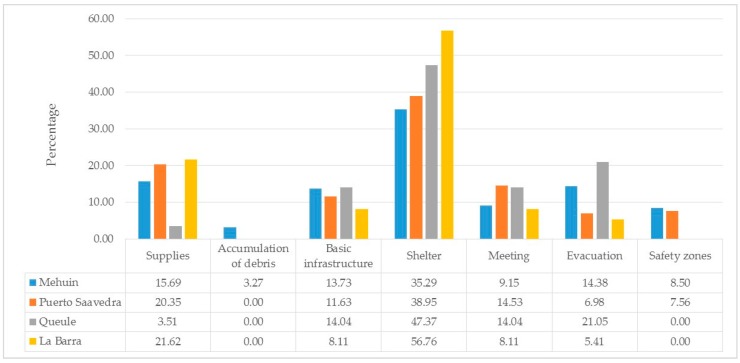 60.00
50.00
40.00
30.00
20.00
10.00
0.00
Percentage
Supplies Accumulation of debris Basic infrastructure Shelter Meeting Evacuation Safety zones
Mehuin 15.69 3.27 13.73 35.29 9.15 14.38 8.50
Puerto Saavedra 20.35 0.00 11.63 38.95 14.53 6.98 7.56
Queule 3.51 0.00 14.04 47.37 14.04 21.05 0.00
La Barra 21.62 0.00 8.11 56.76 8.11 5.41 0.00